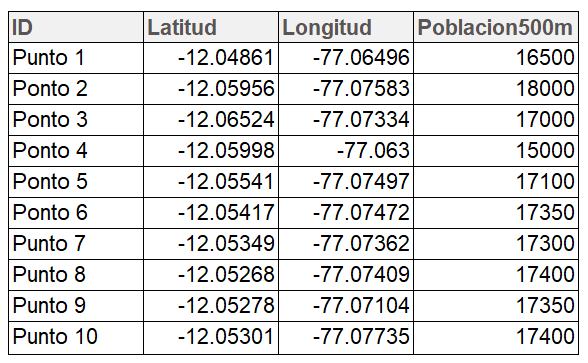 ID Latitud Longitud Poblacion500m
Punto 1 -12.04861 -77.06496 16500
Ponto 2 -12.05956 -77.07583 18000
Ponto 3 -12.06524 -77.07334 17000
Ponto 4 -12.05998 -77.063 15000
Ponto 5 -12.05541 -77.07497 17100
Ponto 6 -12.05417 -77.07472 17350
Punto 7 -12.05349 -77.07362 17300
Punto 8 -12.05268 -77.07409 17400
Punto 9 -12.05278 -77.07104 17350
Punto 10 -12.05301 -77.07735 17400